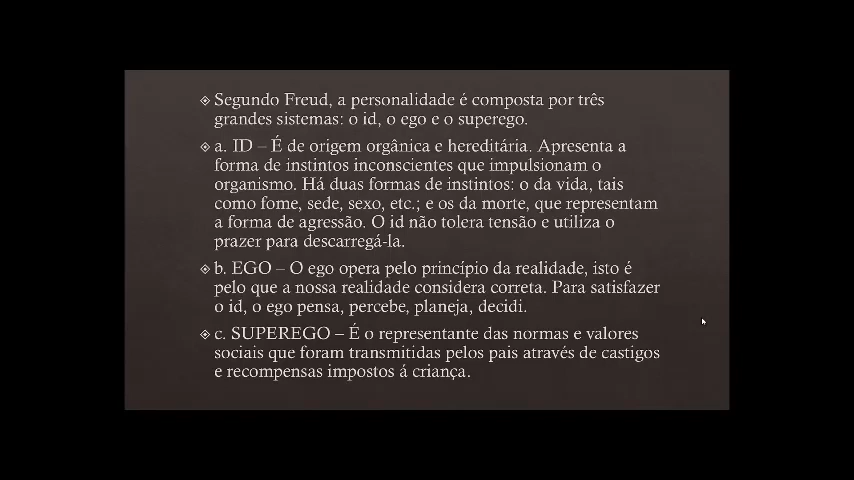 Segundo Freud, a personalidade é composta por três
grandes sistemas: o id, o ego e o superego.
a. ID – É de origem orgânica e hereditária. Apresenta a
forma de instintos inconscientes que impulsionam o
organismo. Há duas formas de instintos: o da vida, tais
como fome, sede, sexo, etc.; e os da morte, que representam
a forma de agressão. O id não tolera tensão e utiliza o
prazer para descarregá-la.
b. EGO – O ego opera pelo princípio da realidade, isto é
pelo que a nossa realidade considera correta. Para satisfazer
o id, o ego pensa, percebe, planeja, decidi.
c. SUPEREGO – É o representante das normas e valores
sociais que foram transmitidas pelos pais através de castigos
e recompensas impostos á criança.